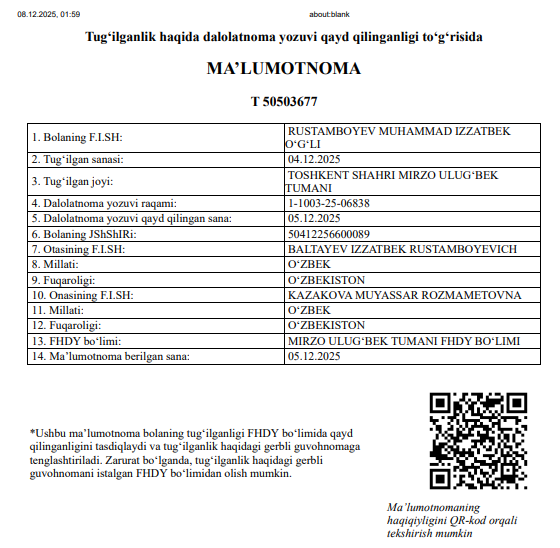 08.12.2025, 01:59
about:blank
Tug‘ilganlik haqida dalolatnoma yozuvi qayd qilinganligi to‘g‘risida
MA’LUMOTNOMA
T 50503677
1. Bolaning F.I.SH: RUSTAMBOYEV MUHAMMAD IZZATBEK
O‘G‘LI
2. Tug‘ilgan sanasi: 04.12.2025
3. Tug‘ilgan joyi: TOSHKENT SHAHRI MIRZO ULUG‘BEK
TUMANI
4. Dalolatnoma yozuvi raqami: 1-1003-25-06838
5. Dalolatnoma yozuvi qayd qilingan sana: 05.12.2025
6. Bolaning JShShIRi: 50412256600089
7. Otasining F.I.SH: BALTAYEV IZZATBEK RUSTAMBOYEVICH
8. Millati: O‘ZBEK
9. Fuqaroligi: O‘ZBEKISTON
10. Onasining F.I.SH: KAZAKOVA MUYASSAR ROZMAMETOVNA
11. Millati: O‘ZBEK
12. Fuqaroligi: O‘ZBEKISTON
13. FHDY bo‘limi: MIRZO ULUG‘BEK TUMANI FHDY BO‘LIMI
14. Ma’lumotnoma berilgan sana: 05.12.2025
*Ushbu ma’lumotnoma bolaning tug‘ilganligi FHDY bo‘limida qayd
qilinganligini tasdiqlaydi va tug‘ilganlik haqidagi gerbli guvohnomaga
tenglashtiriladi. Zarurat bo‘lganda, tug‘ilganlik haqidagi gerbli
guvohnomani istalgan FHDY bo‘limidan olish mumkin.
Ma’lumotnomaning
haqiqiyligini QR-kod orqali
tekshirish mumkin